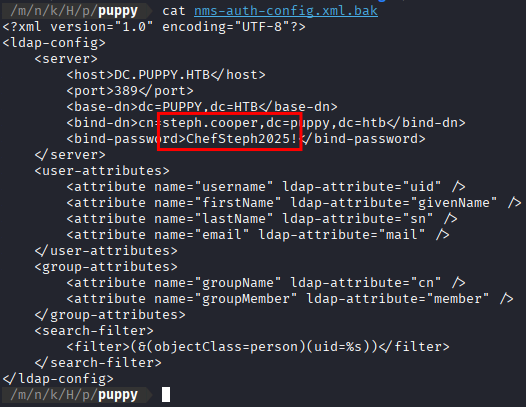 /m/n/k/H/p/puppy cat nms-auth-config.xml.bak
<?xml version="1.0" encoding="UTF-8"?>
<ldap-config>
    <server>
        <host>DC.PUPPY.HTB</host>
        <port>389</port>
        <base-dn>dc=PUPPY,dc=HTB</base-dn>
        <bind-dn>cn=steph.cooper,dc=puppy,dc=htb</bind-dn>
        <bind-password>ChefSteph2025!</bind-password>
    </server>
    <user-attributes>
        <attribute name="username" ldap-attribute="uid" />
        <attribute name="firstName" ldap-attribute="givenName" />
        <attribute name="lastName" ldap-attribute="sn" />
        <attribute name="email" ldap-attribute="mail" />
    </user-attributes>
    <group-attributes>
        <attribute name="groupName" ldap-attribute="cn" />
        <attribute name="groupMember" ldap-attribute="member" />
    </group-attributes>
    <search-filter>
        <filter>(&(objectClass=person)(uid=%s))</filter>
    </search-filter>
</ldap-config>
/m/n/k/H/p/puppy